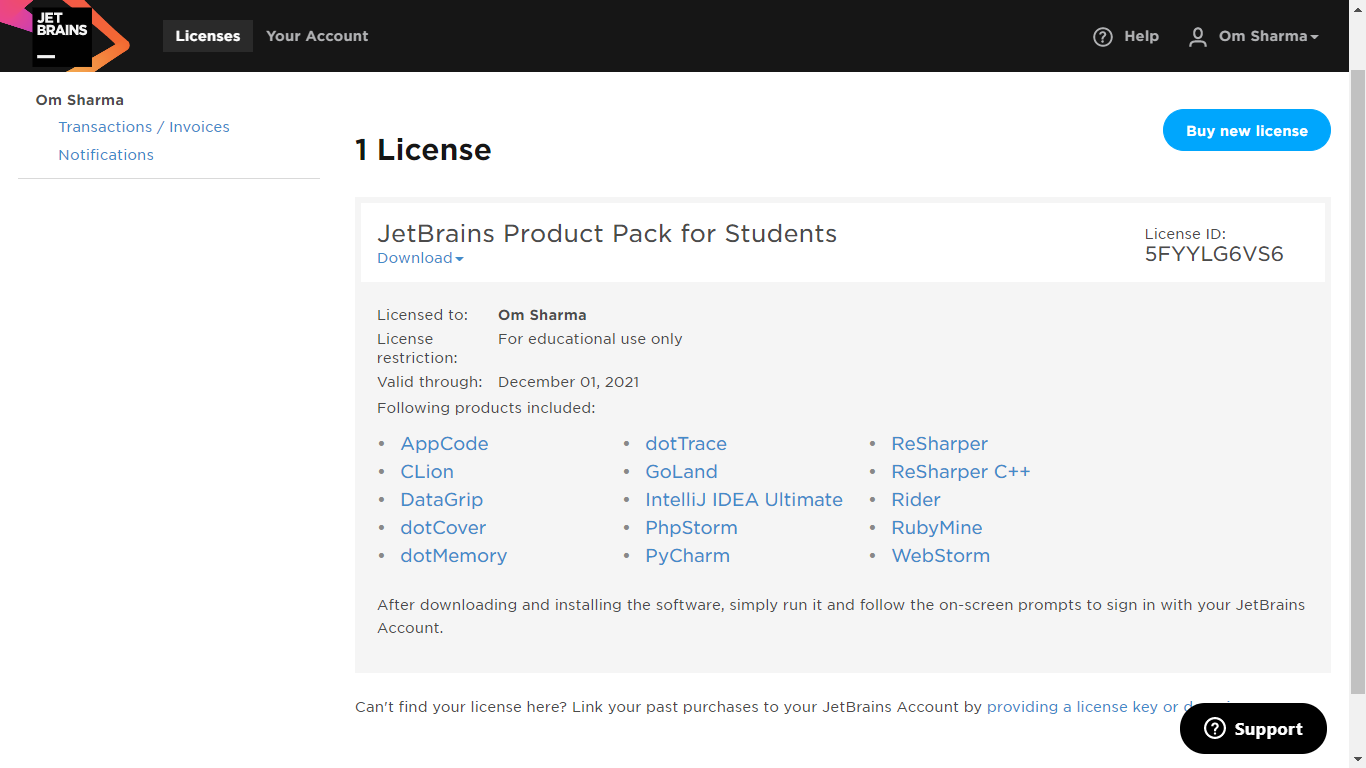 JET
BRAINS
Licenses
Your Account
Help
Om Sharma
Om Sharma
Transactions / Invoices
Notifications
1 License
Buy new license
JetBrains Product Pack for Students
Download
License ID:
5FYYLG6VS6
Licensed to: Om Sharma
License For educational use only
restriction:
Valid through: December 01, 2021
Following products included:
• AppCode
• CLion
• DataGrip
• dotCover
• dotMemory
• dotTrace
• GoLand
• IntelliJ IDEA Ultimate
• PhpStorm
• PyCharm
• ReSharper
• ReSharper C++
• Rider
• RubyMine
• WebStorm
After downloading and installing the software, simply run it and follow the on-screen prompts to sign in with your JetBrains
Account.
Can't find your license here? Link your past purchases to your JetBrains Account by providing a license key or
Support